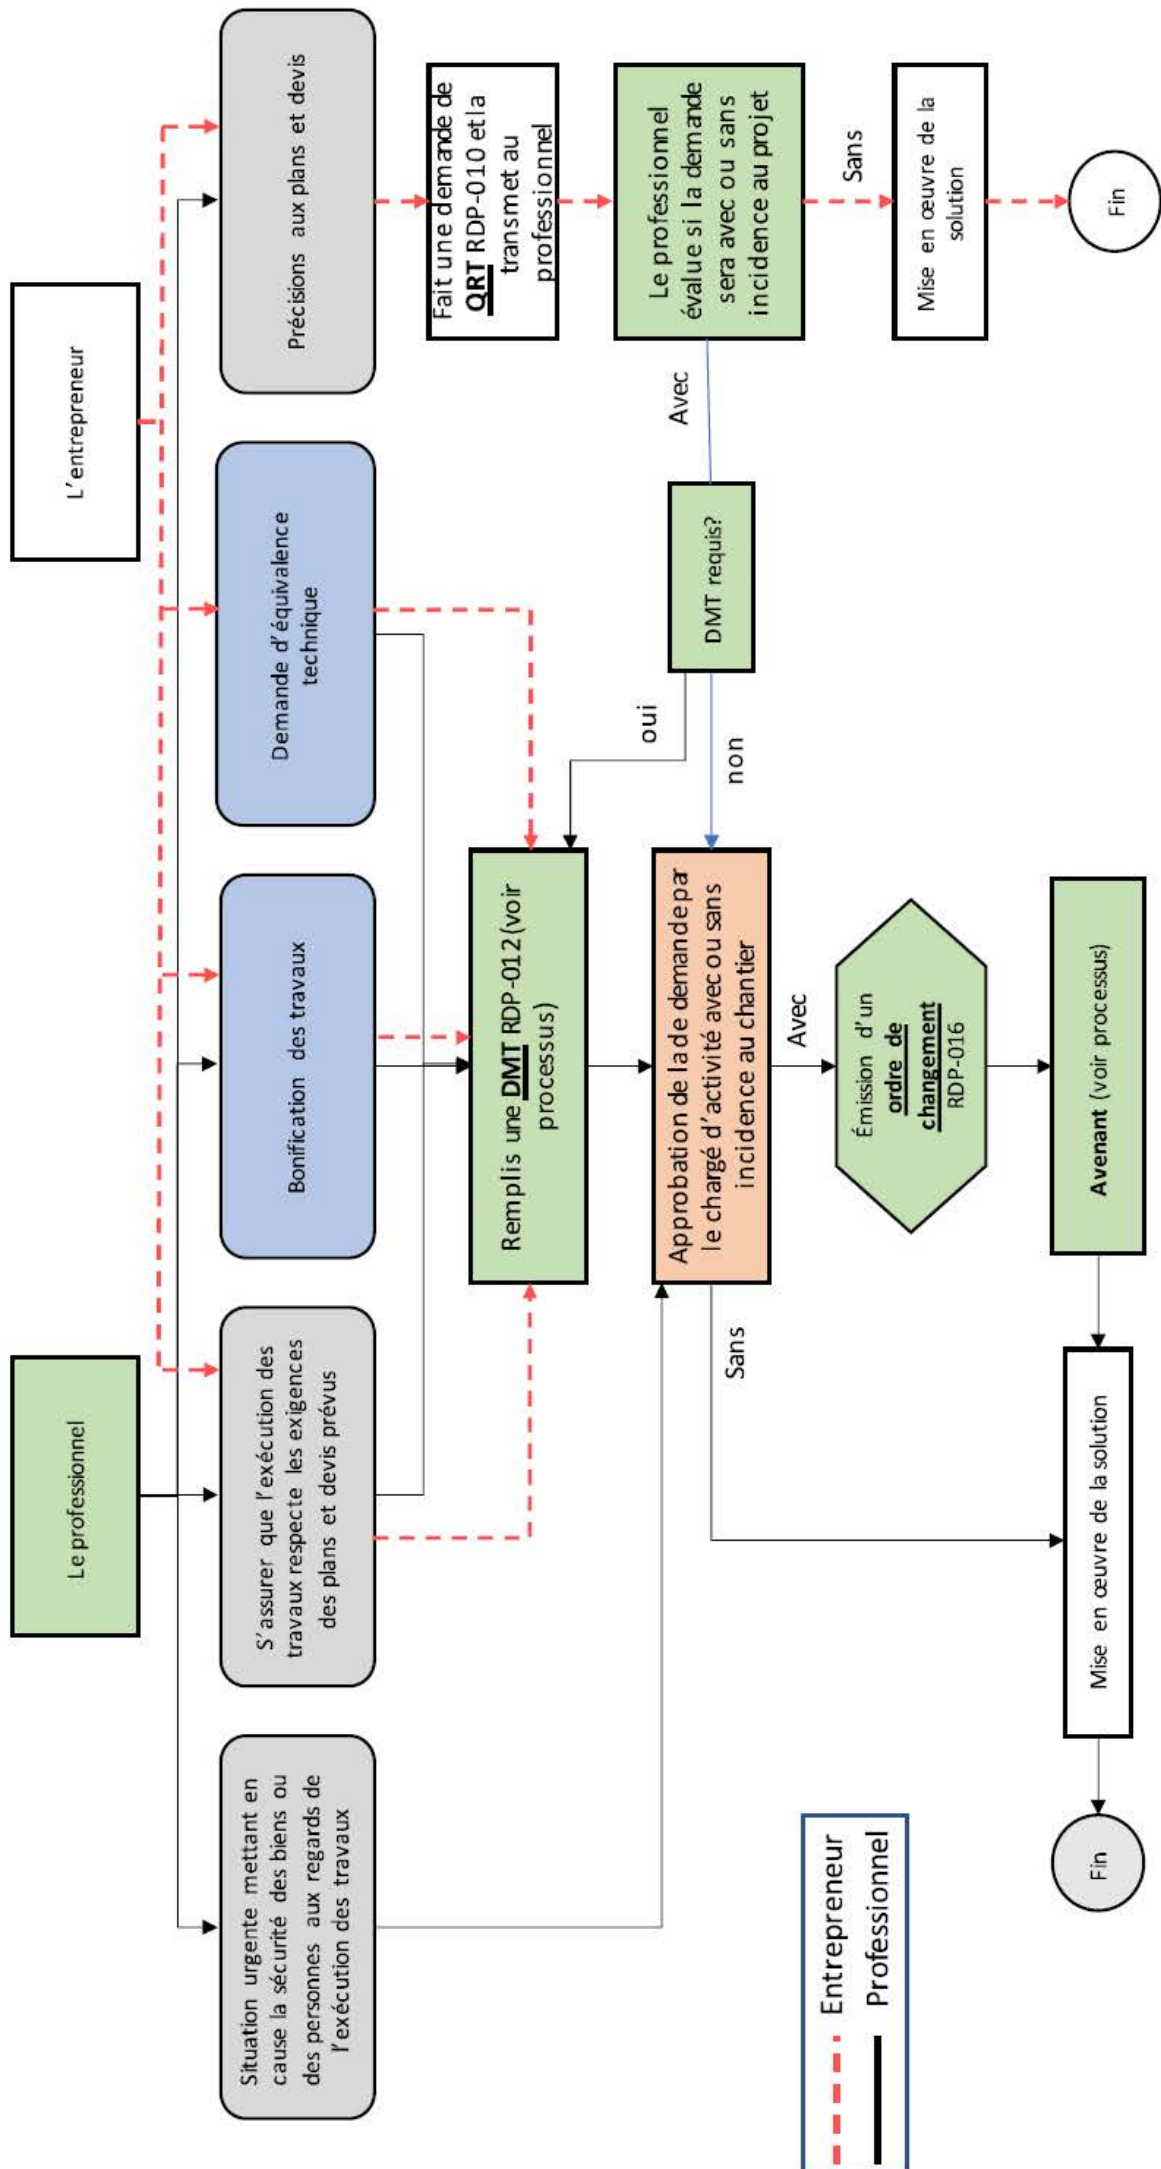 Le professionnel
L'entrepreneur
Situation urgente mettant en
cause la sécurité des biens ou
des personnes aux regards de
l'exécution des travaux
S'assurer que l'exécution des
travaux respecte les exigences
des plans et devis prévus
Bonification des travaux
Demande d'équivalence
technique
Précisions aux plans et devis
Remplis une DMT RDP-012(voir
processus)
Fait une demande de
QRT RDP-010 et la
transmet au
professionnel
Approbation de la demande par
le chargé d'activité avec ou sans
incidence au chantier
oui
non
DMT requis?
Avec
Le professionnel
évalue si la demande
sera avec ou sans
incidence au projet
Sans
Avec
Sans
Émission d'un
ordre de
changement
RDP-016
Mise en œuvre de la
solution
Entrepreneur
Professionnel
Fin
Mise en œuvre de la solution
Avenant (voir processus)
Fin